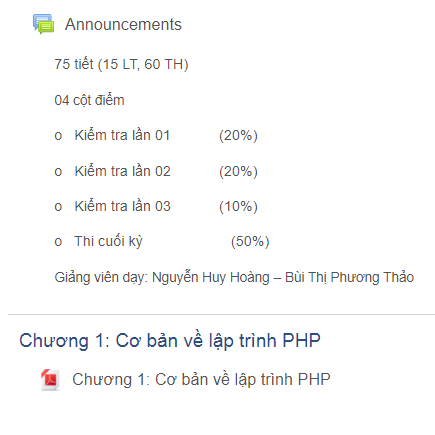 Announcements
75 tiết (15 LT, 60 TH)
04 cột điểm
o Kiểm tra lần 01 (20%)
o Kiểm tra lần 02 (20%)
o Kiểm tra lần 03 (10%)
o Thi cuối kỳ (50%)
Giảng viên dạy: Nguyễn Huy Hoàng – Bùi Thị Phương Thảo
Chương 1: Cơ bản về lập trình PHP
Chương 1: Cơ bản về lập trình PHP